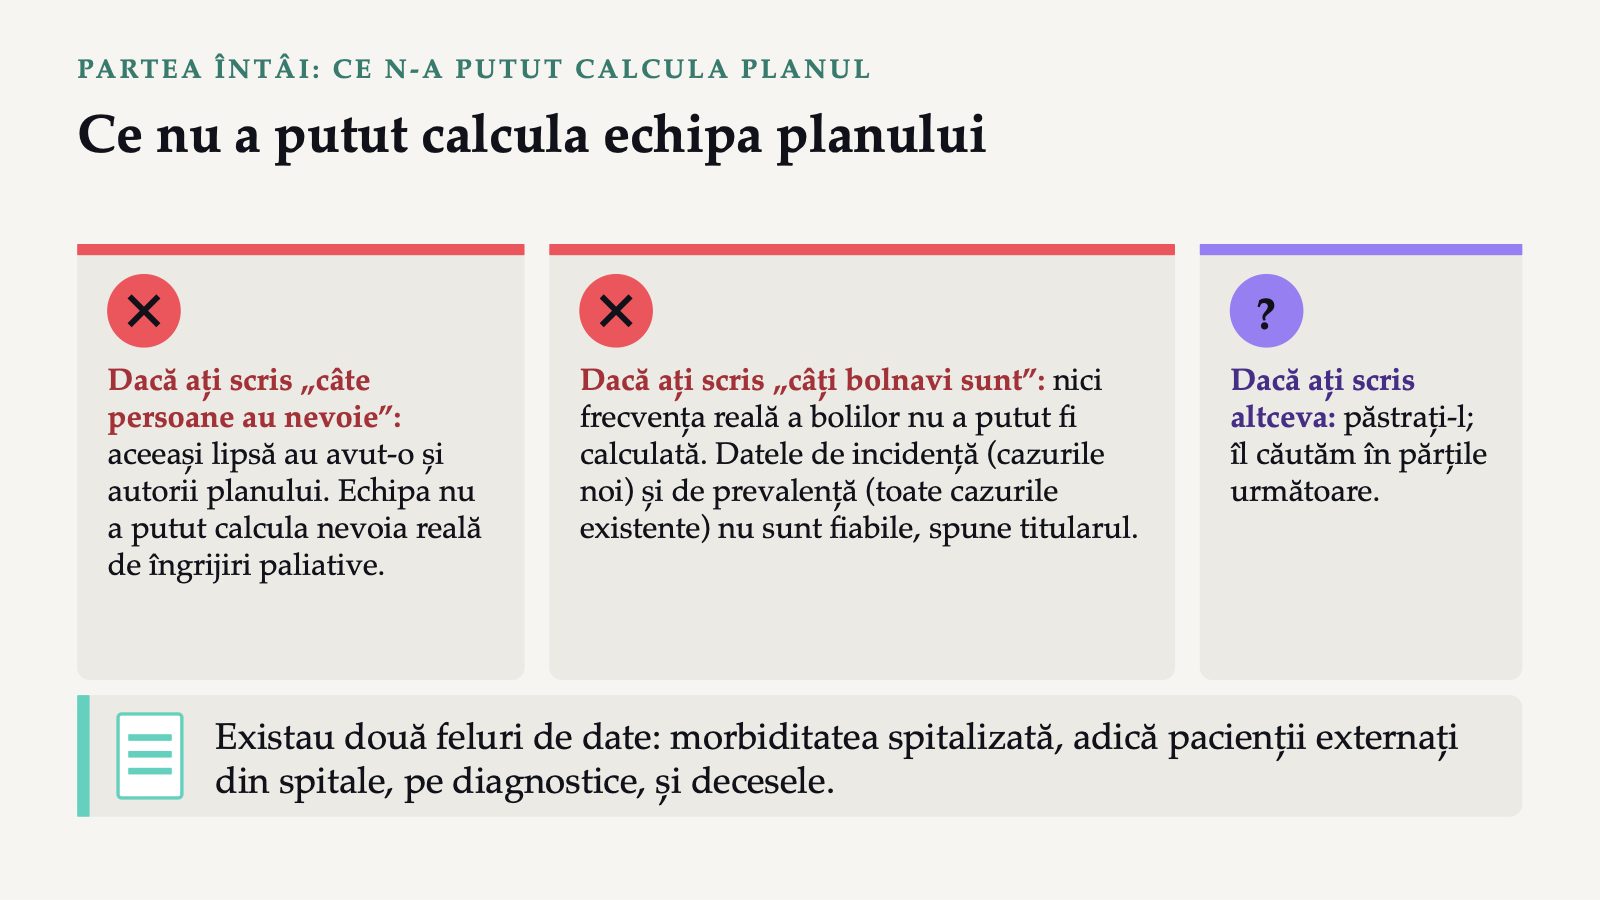 PARTEA ÎNTÂI: CE N-A PUTUT CALCULA PLANUL
Ce nu a putut calcula echipa planului
Dacă ați scris „câte
persoane au nevoie”:
aceeași lipsă au avut-o și
autorii planului. Echipa nu
a putut calcula nevoia reală
de îngrijiri paliative.
Dacă ați scris „câți bolnavi sunt”: nici
frecvența reală a bolilor nu a putut fi
calculată. Datele de incidență (cazurile
noi) și de prevalență (toate cazurile
existente) nu sunt fiabile, spune titularul.
?
Dacă ați scris
altceva: păstrați-l;
îl căutăm în părțile
următoare.
Existau două feluri de date: morbiditatea spitalizată, adică pacienții externați
din spitale, pe diagnostice, și decesele.